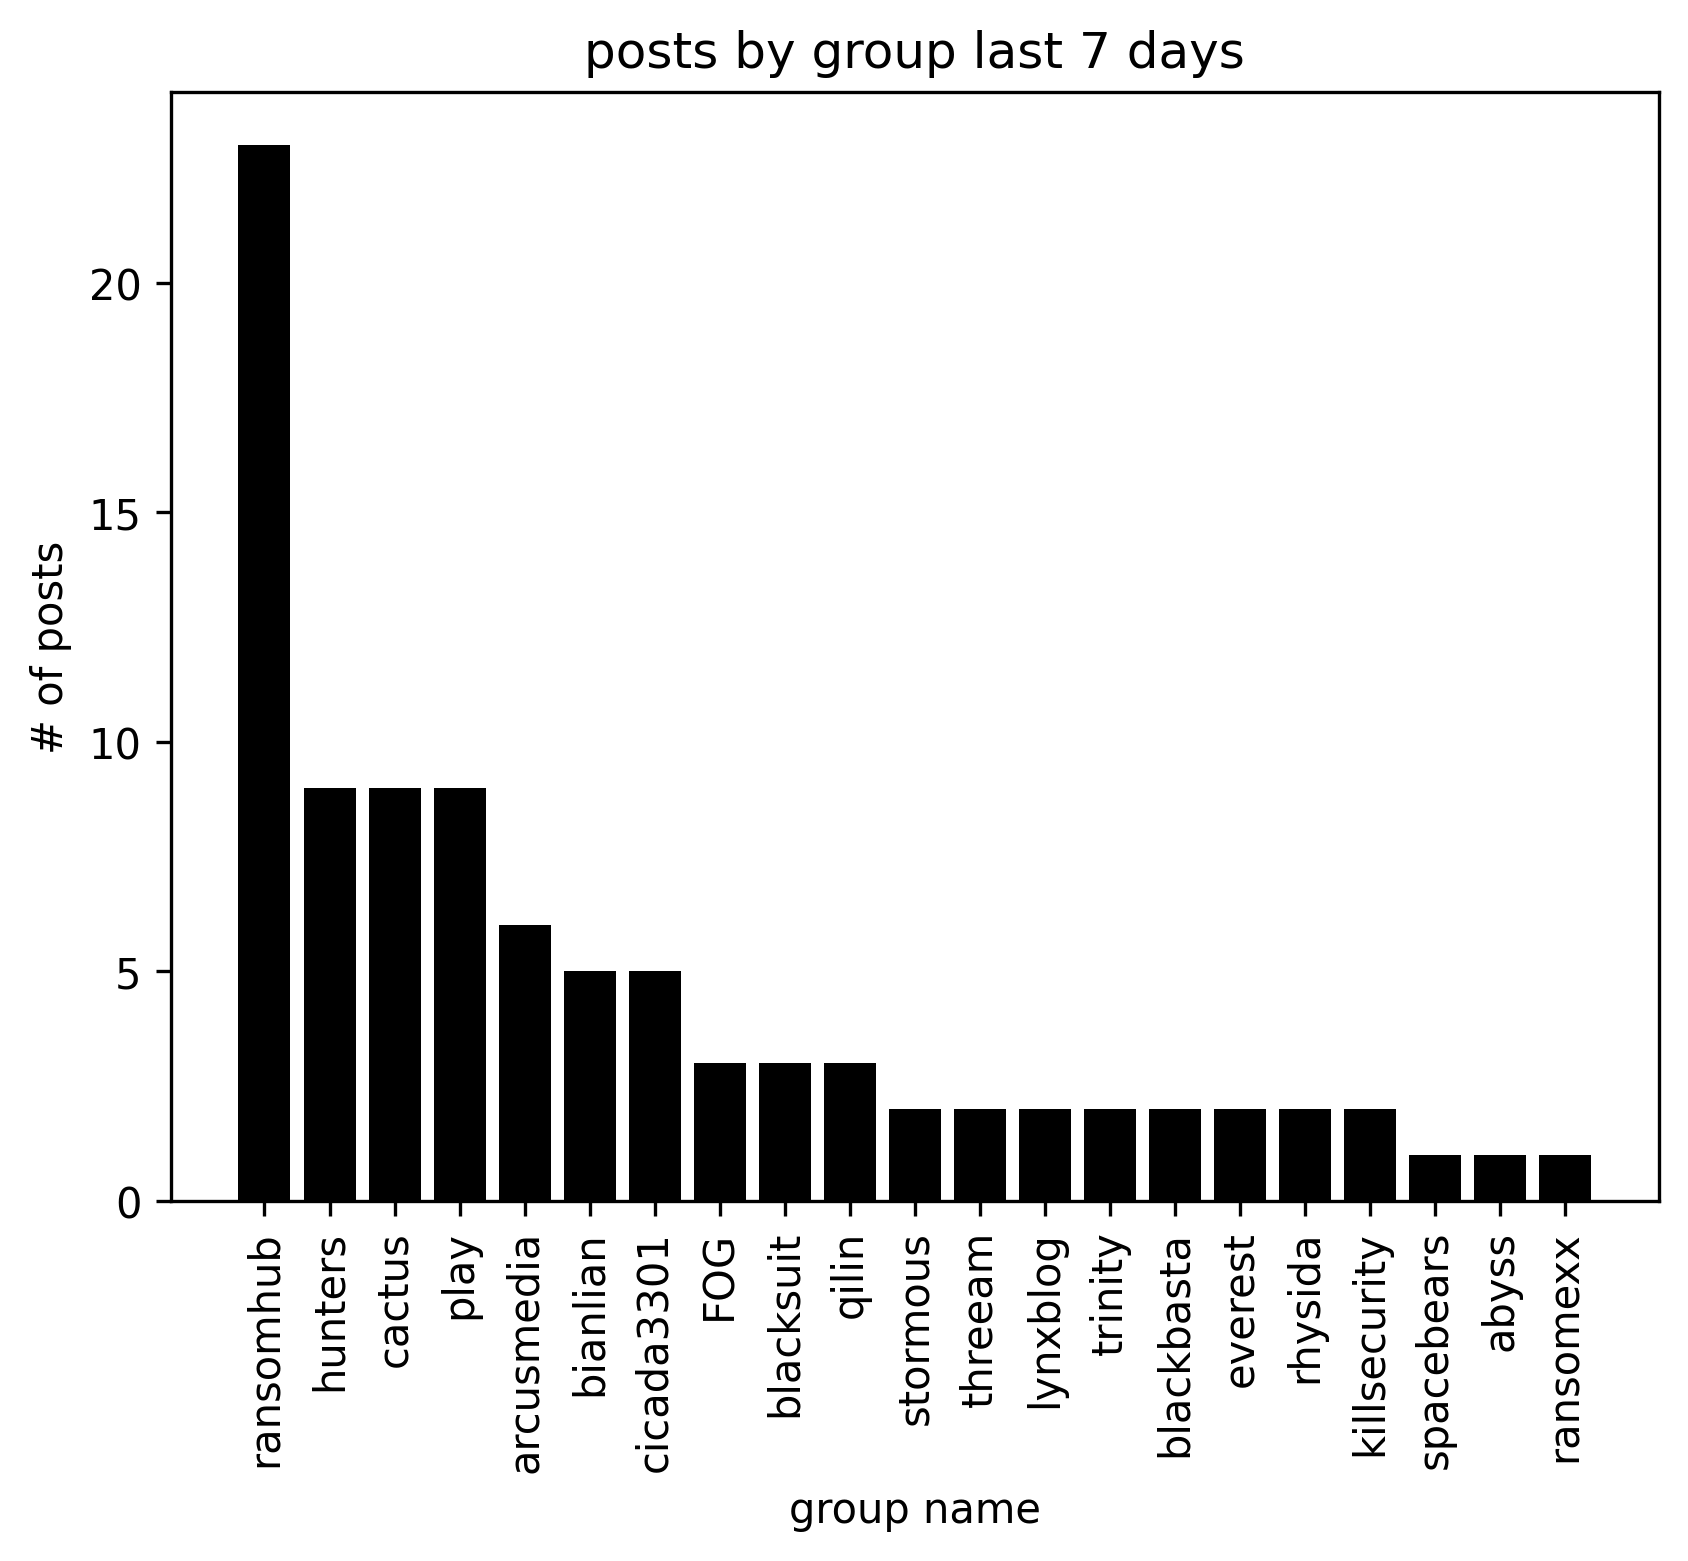 posts by group last 7 days
# of posts
20
15
10
5
0
ransomhub
hunters
cactus
play
arcusmedia
bianlian
cicada3301
FOG
blacksuit
qilin
stormous
threeam
lynxblog
trinity
blackbasta
everest
rhysida
killsecurity
spacebears
abyss
ransomexx
group name